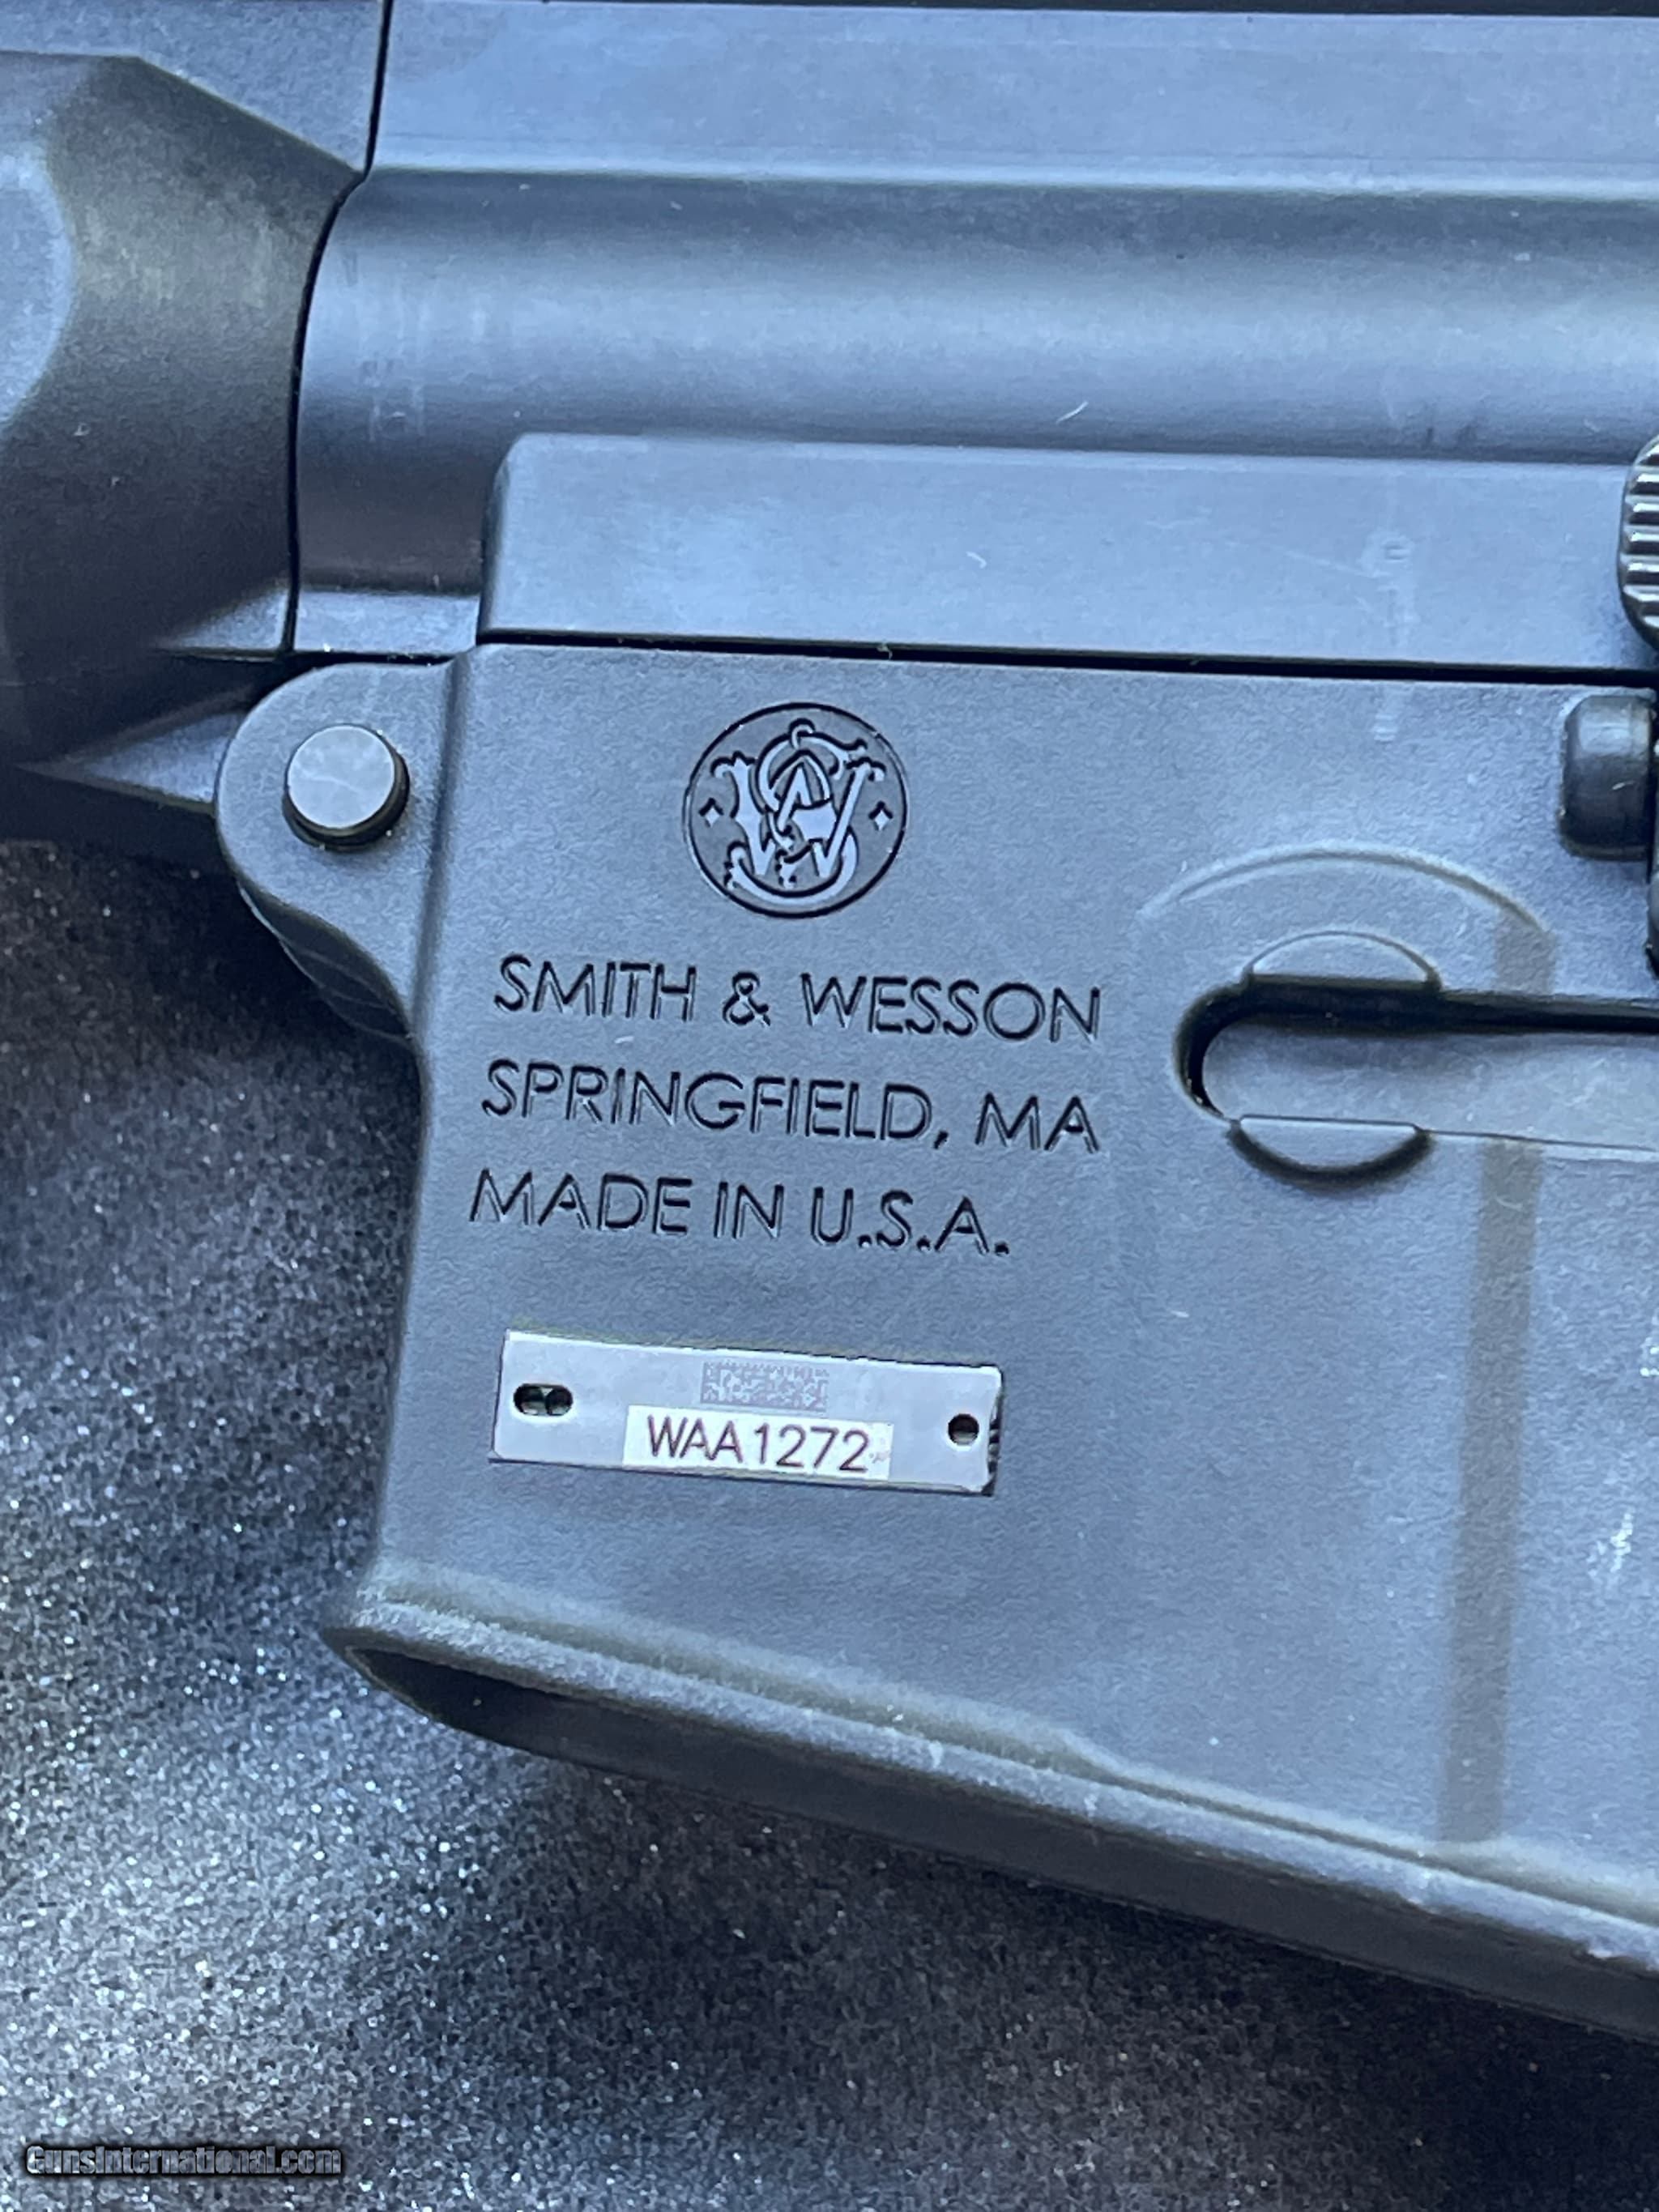 SMITH & WESSON
SPRINGFIELD, MA
MADE IN U.S.A.
WAA1272
GunsInternational.com